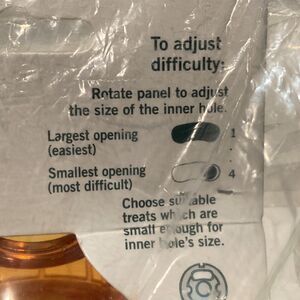 To adjust
difficulty:
Rotate panel to adjust
the size of the inner hole.
Largest opening
(easiest)
1
Smallest opening
(most difficult)
4
Choose suitable
treats which are
small enough for
inner hole's size.